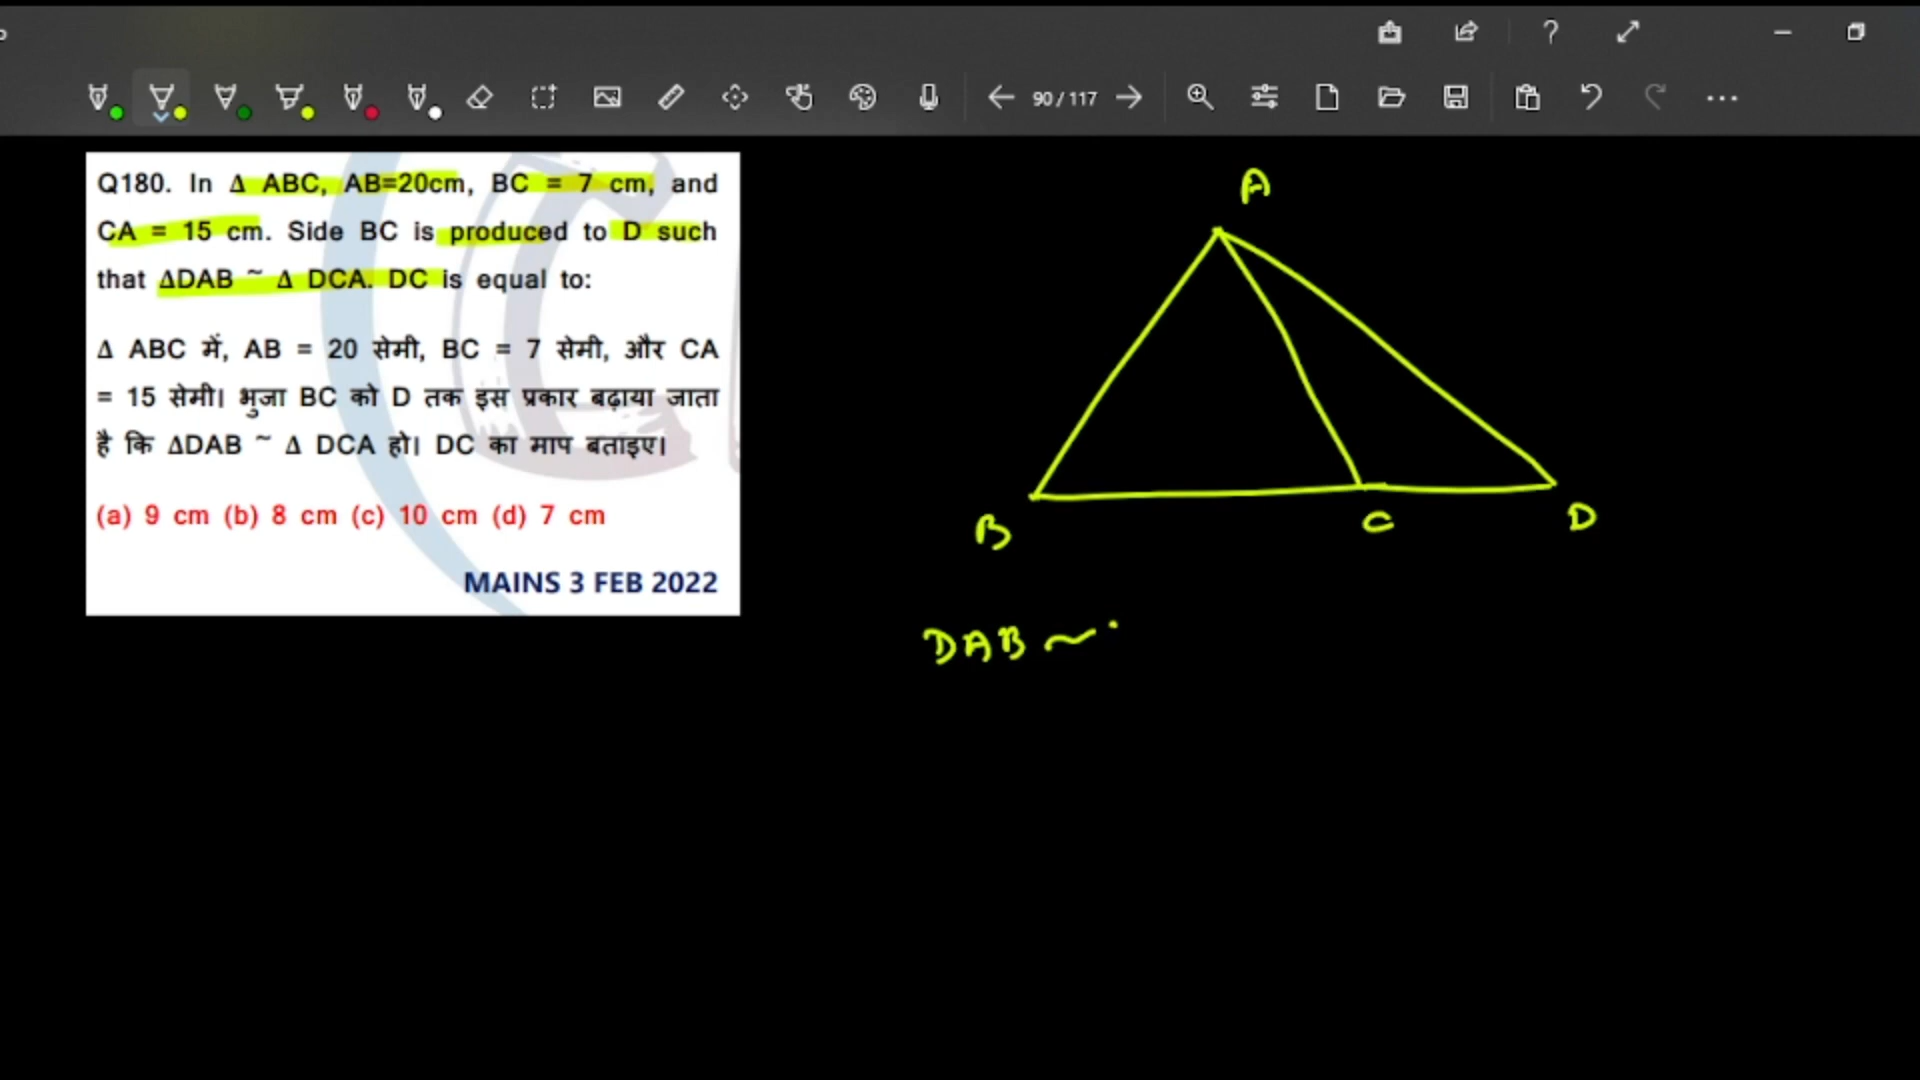 90 / 117
Q180. In Δ ABC, AB=20cm, BC = 7 cm, and
CA = 15 cm. Side BC is produced to D such
that ΔDAB ~ Δ DCA. DC is equal to:
Δ ABC में, AB = 20 सेमी, BC = 7 सेमी, और CA
= 15 सेमी। भुजा BC को D तक इस प्रकार बढ़ाया जाता
है कि ΔDAB ~ Δ DCA हो। DC का माप बताइए।
(a) 9 cm (b) 8 cm (c) 10 cm (d) 7 cm
MAINS 3 FEB 2022
A
B
C
D
DAB ~